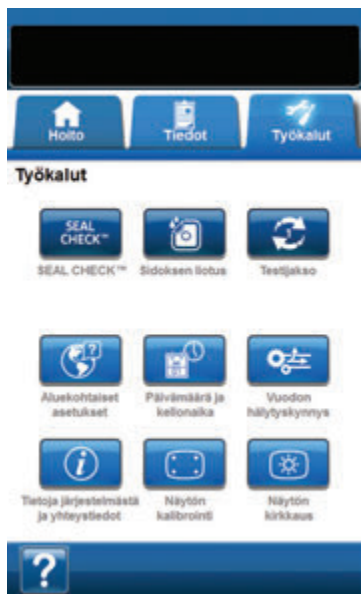 Hoito
Tiedot
Työkalut
Työkalut
SEAL
CHECK™
SEAL CHECK™
Sidoksen liotus
Testijakso
Aluekohtaiset
asetukset
Päivämäärä ja
kellonaika
Vuodon
hälytyskynnys
Tietoja järjestelmästä
ja yhteystiedot
Näytön
kalibrointi
Näytön
kirkkaus
?